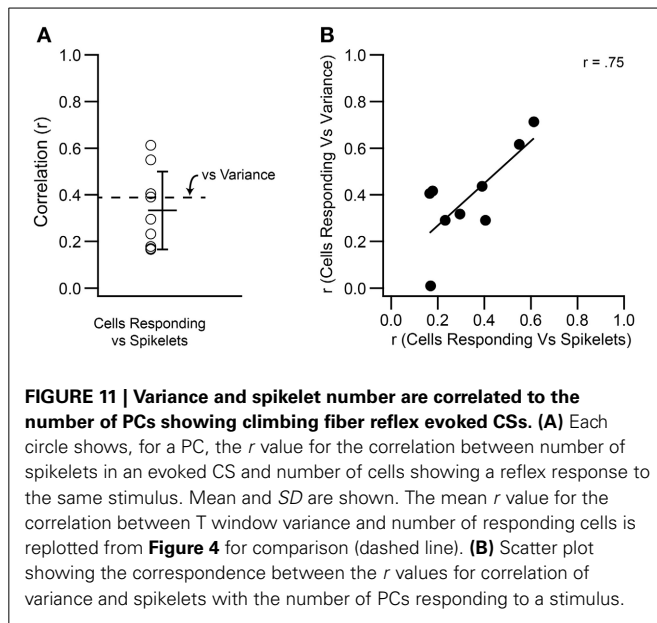 A
B
1.0
0.8
0.6
0.4
0.2
0.0
Correlation (r)
vs Variance
Cells Responding
vs Spikelets
r = .75
1.0
0.8
0.6
0.4
0.2
0.0
r (Cells Responding Vs Variance)
0.0 0.2 0.4 0.6 0.8 1.0
r (Cells Responding Vs Spikelets)
FIGURE 11 | Variance and spikelet number are correlated to the
number of PCs showing climbing fiber reflex evoked CSs. (A) Each
circle shows, for a PC, the r value for the correlation between number of
spikelets in an evoked CS and number of cells showing a reflex response to
the same stimulus. Mean and SD are shown. The mean r value for the
correlation between T window variance and number of responding cells is
replotted from Figure 4 for comparison (dashed line). (B) Scatter plot
showing the correspondence between the r values for correlation of
variance and spikelets with the number of PCs responding to a stimulus.